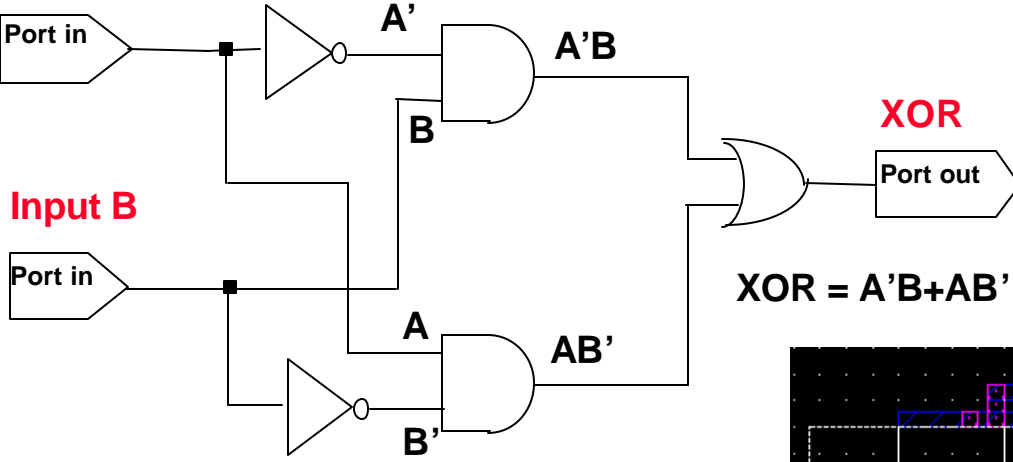 Port in
A’
A’B
B
XOR
Port out
Input B
Port in
XOR = A’B+AB’
A
AB’
B’